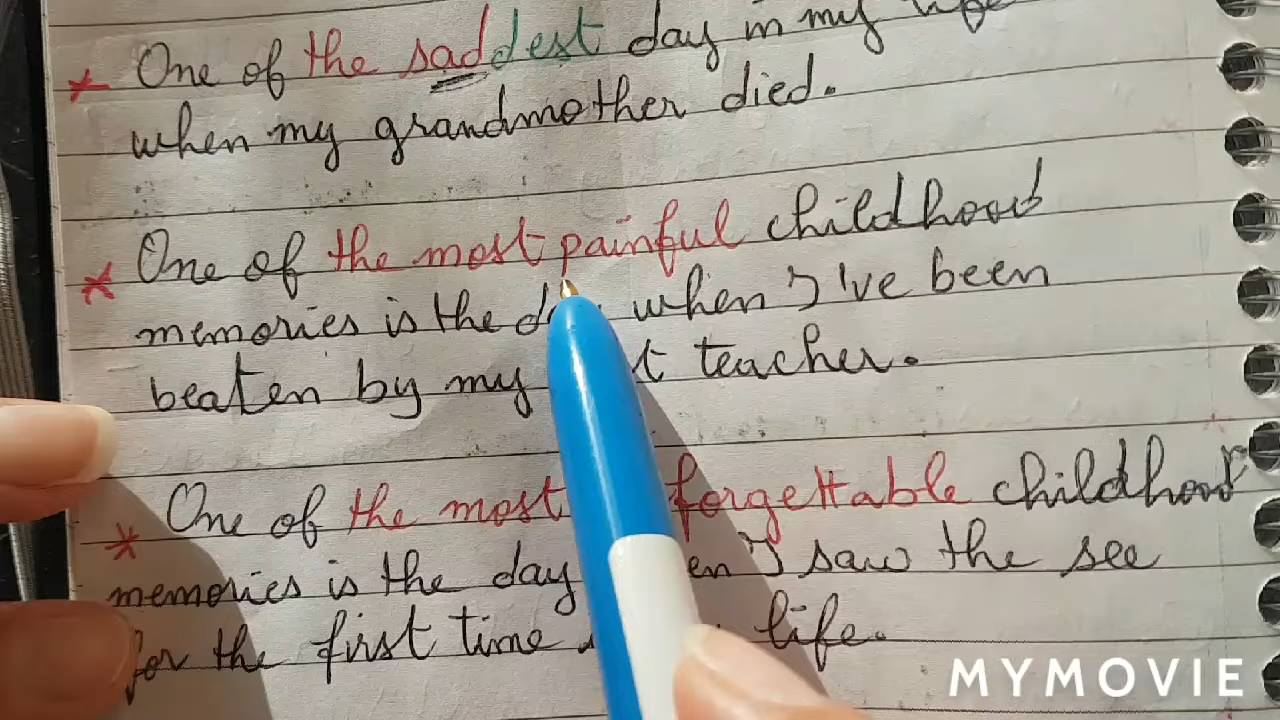 * One of the saddest day in my life
when my grandmother died.
* One of the most painful childhood
memories is the when I've been
beaten by my teacher.
* One of the most forgettable childhood
memories is the day I saw the see
for the first time life.
MYMOVIE